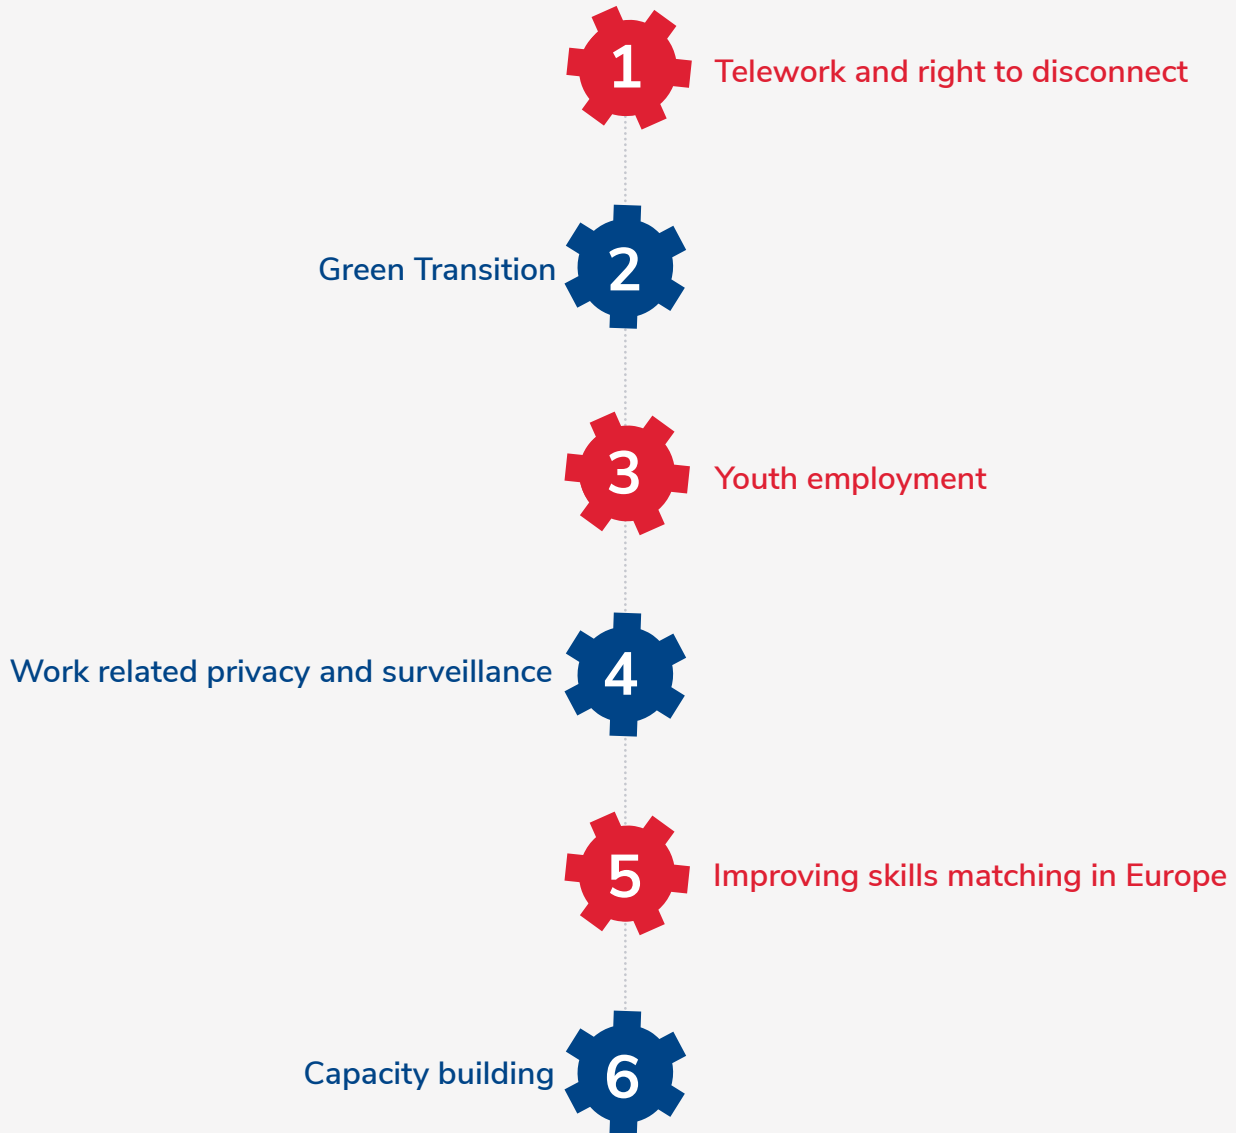 1
Telework and right to disconnect
Green Transition
2
3
Youth employment
Work related privacy and surveillance
4
5
Improving skills matching in Europe
Capacity building
6